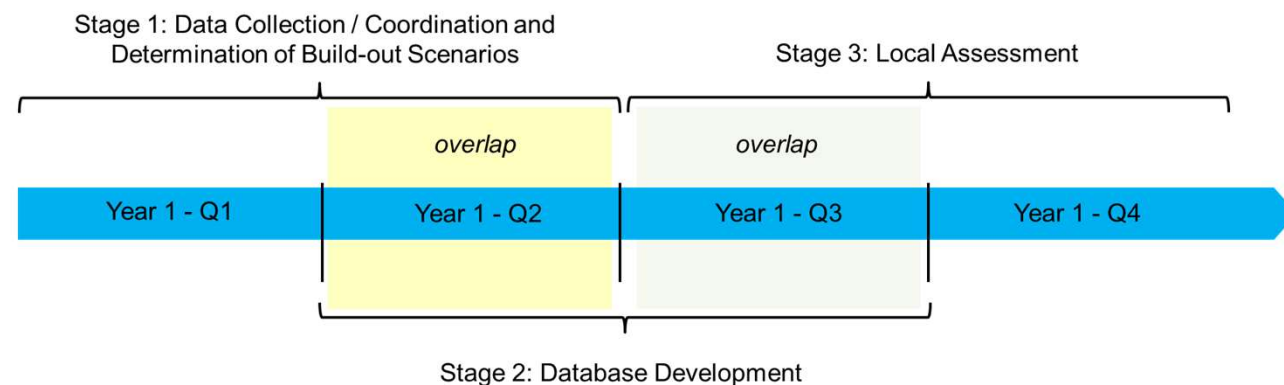 Stage 1: Data Collection / Coordination and
Determination of Build-out Scenarios
Stage 3: Local Assessment
overlap
overlap
Year 1 - Q1
Year 1 - Q2
Year 1 - Q3
Year 1 - Q4
Stage 2: Database Development